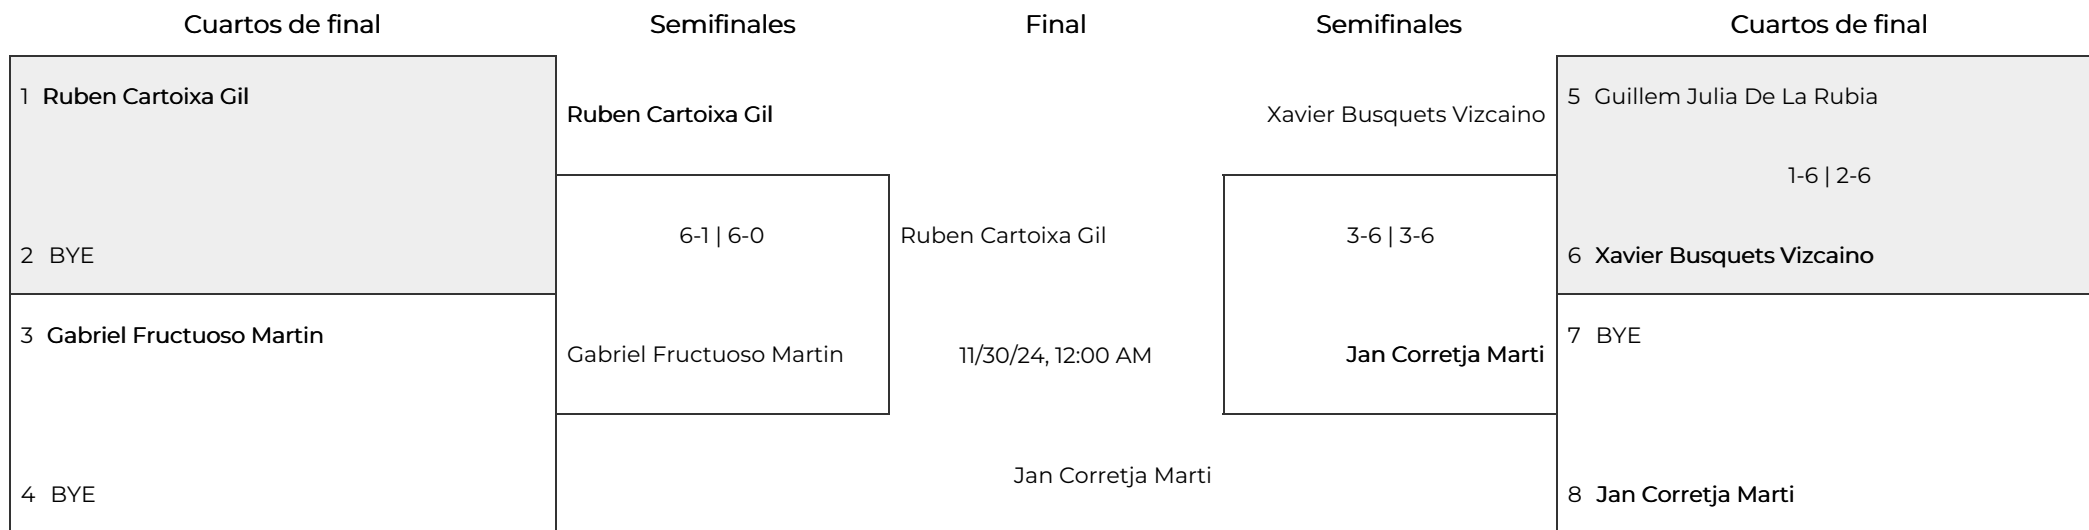 Cuartos de final
Semifinales
Final
Semifinales
Cuartos de final
1 Ruben Cartoixa Gil
2 BYE
3 Gabriel Fructuoso Martin
4 BYE
Ruben Cartoixa Gil
6-1 | 6-0
Gabriel Fructuoso Martin
Ruben Cartoixa Gil
11/30/24, 12:00 AM
Jan Corretja Marti
Xavier Busquets Vizcaino
3-6 | 3-6
Jan Corretja Marti
5 Guillem Julia De La Rubia
1-6 | 2-6
6 Xavier Busquets Vizcaino
7 BYE
8 Jan Corretja Marti